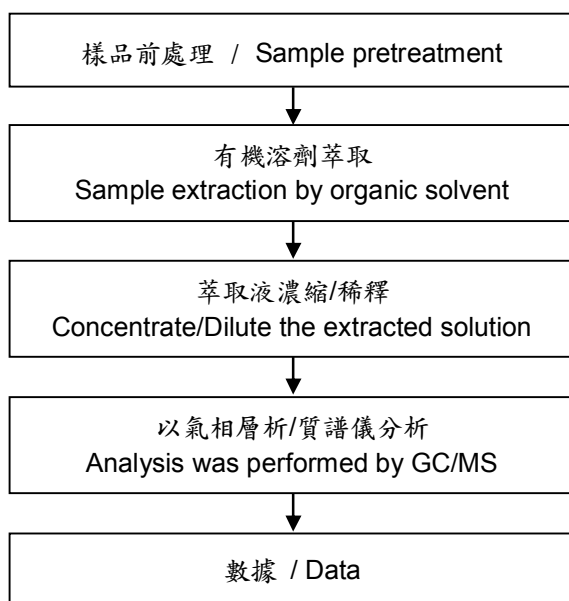 樣品前處理 / Sample pretreatment
有機溶劑萃取
Sample extraction by organic solvent
萃取液濃縮/稀釋
Concentrate/Dilute the extracted solution
以氣相層析/質譜儀分析
Analysis was performed by GC/MS
數據 / Data